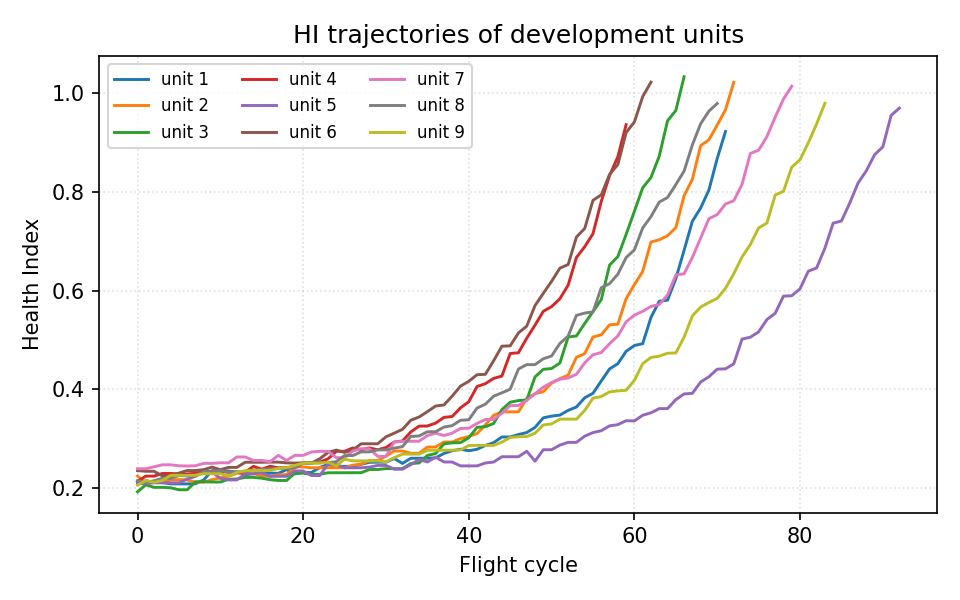 HI trajectories of development units
unit 1 unit 4 unit 7
unit 2 unit 5 unit 8
unit 3 unit 6 unit 9
Health Index
1.0
0.8
0.6
0.4
0.2
0 20 40 60 80
Flight cycle